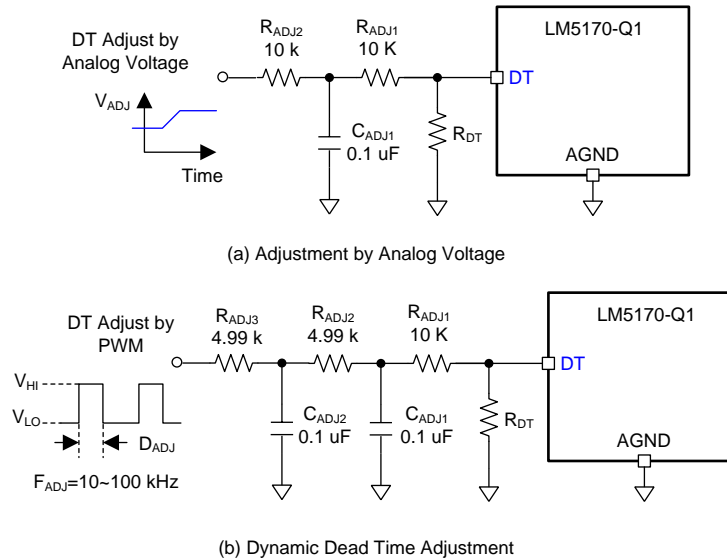 DT Adjust by
Analog Voltage
V_ADJ
Time
R_ADJ2
10 k
R_ADJ1
10 K
C_ADJ1
0.1 uF
R_DT
LM5170-Q1
DT
AGND
(a) Adjustment by Analog Voltage
DT Adjust by
PWM
V_HI
V_LO
D_ADJ
F_ADJ=10~100 kHz
R_ADJ3
4.99 k
R_ADJ2
4.99 k
R_ADJ1
10 K
C_ADJ2
0.1 uF
C_ADJ1
0.1 uF
R_DT
LM5170-Q1
DT
AGND
(b) Dynamic Dead Time Adjustment